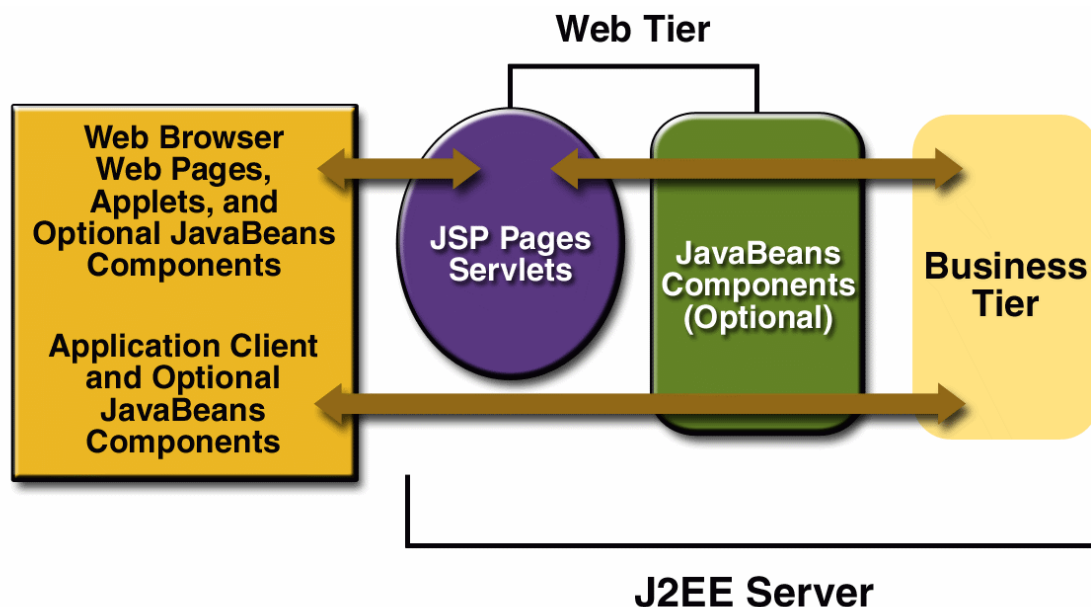 Web Tier
Web Browser
Web Pages,
Applets, and
Optional JavaBeans
Components
Application Client
and Optional
JavaBeans
Components
JSP Pages
Servlets
JavaBeans
Components
(Optional)
Business
Tier
J2EE Server